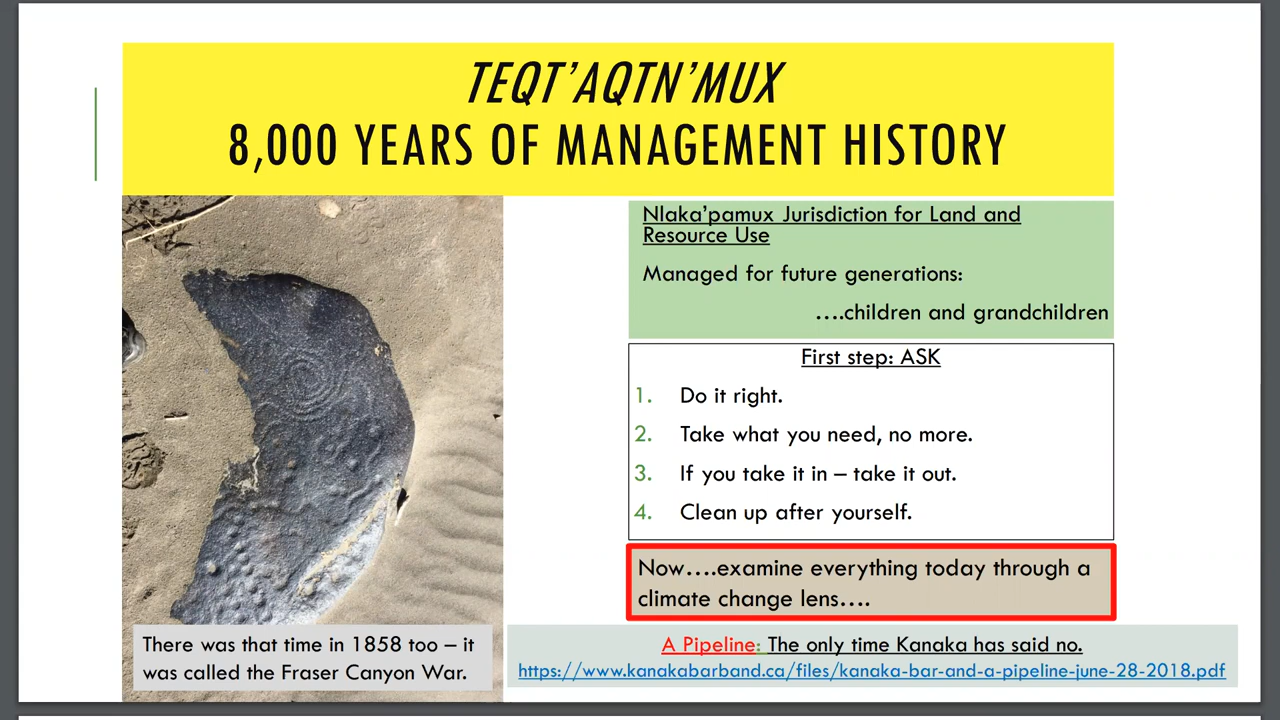 TEQT'AQTN'MUX
8,000 YEARS OF MANAGEMENT HISTORY
Nlaka'pamux Jurisdiction for Land and
Resource Use
Managed for future generations:
….children and grandchildren
First step: ASK
1. Do it right.
2. Take what you need, no more.
3. If you take it in – take it out.
4. Clean up after yourself.
Now….examine everything today through a
climate change lens….
There was that time in 1858 too – it
was called the Fraser Canyon War.
A Pipeline: The only time Kanaka has said no.
https://www.kanakabarband.ca/files/kanaka-bar-and-a-pipeline-june-28-2018.pdf